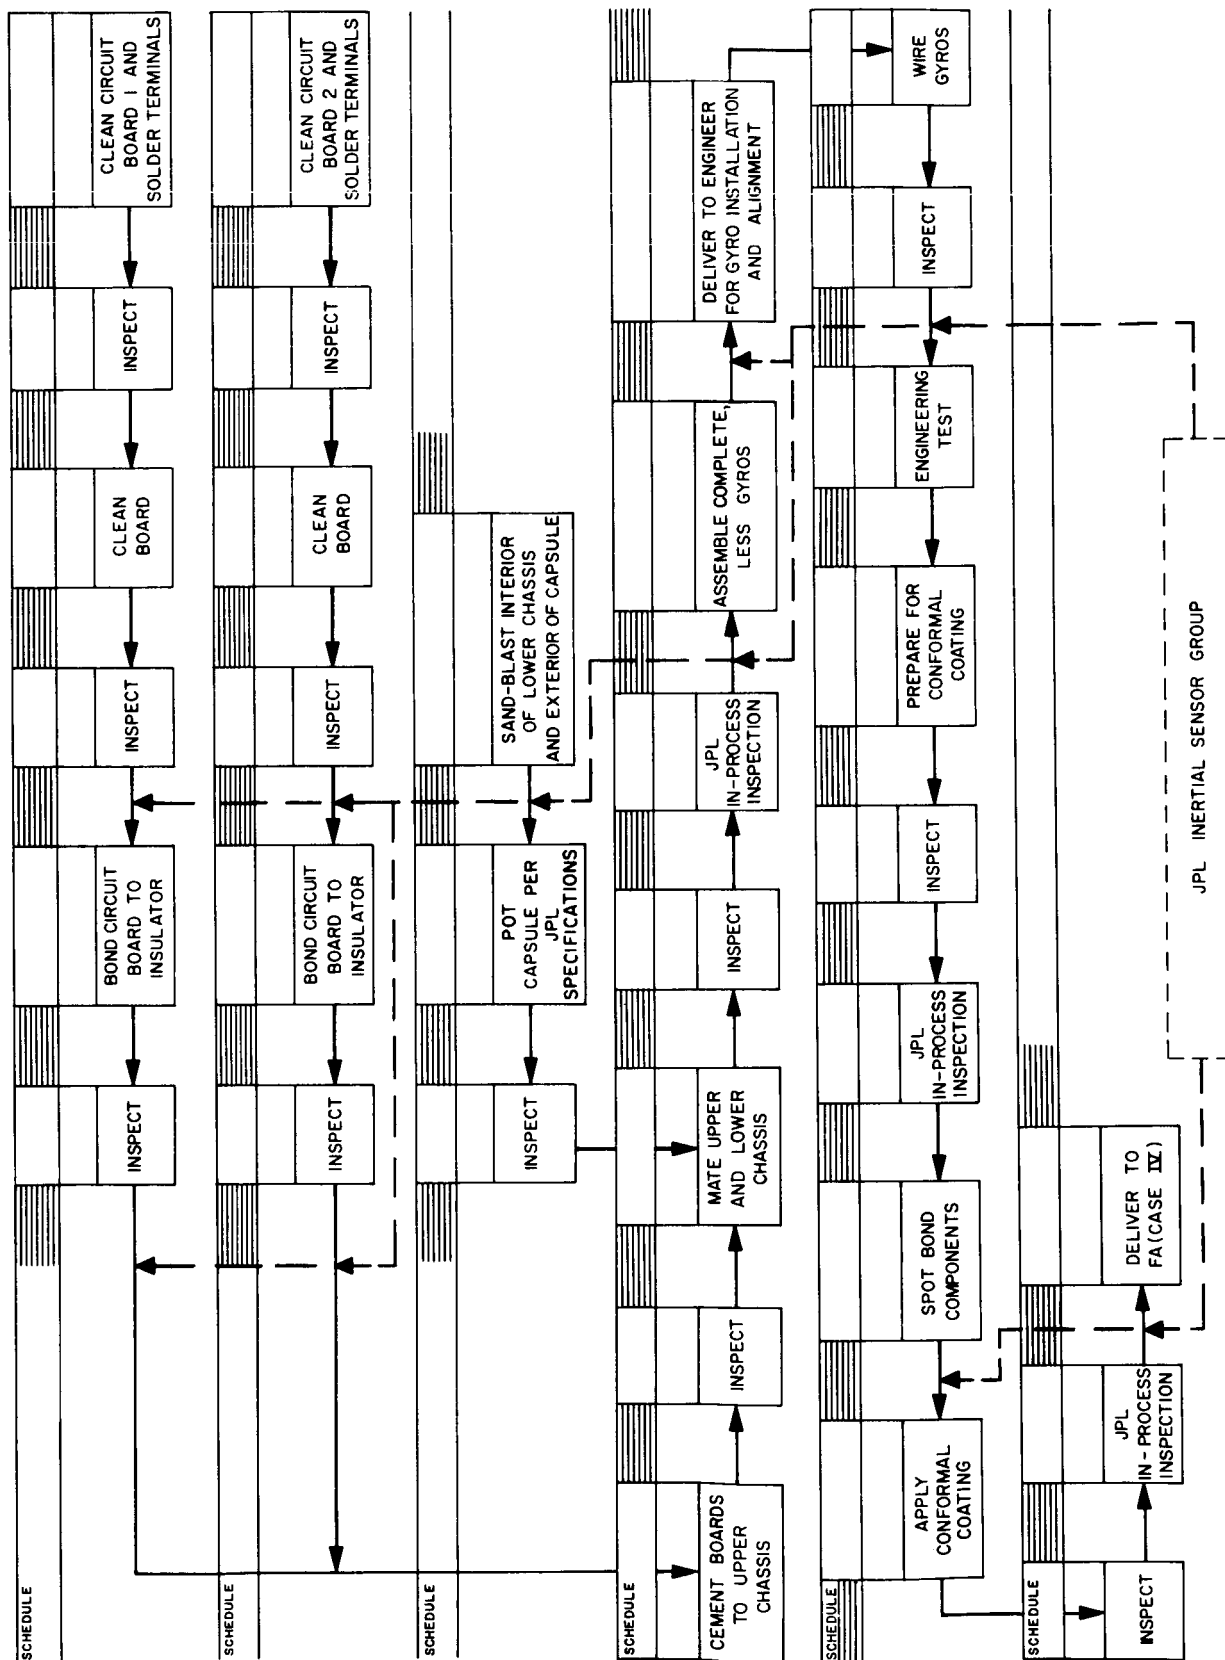 SCHEDULE
CLEAN CIRCUIT
BOARD 1 AND
SOLDER TERMINALS
INSPECT
CLEAN
BOARD
INSPECT
BOND CIRCUIT
BOARD TO
INSULATOR
INSPECT
SCHEDULE
CLEAN CIRCUIT
BOARD 2 AND
SOLDER TERMINALS
INSPECT
CLEAN
BOARD
INSPECT
BOND CIRCUIT
BOARD TO
INSULATOR
INSPECT
SCHEDULE
SAND-BLAST INTERIOR
OF LOWER CHASSIS
AND EXTERIOR OF CAPSULE
POT
CAPSULE PER
JPL
SPECIFICATIONS
INSPECT
SCHEDULE
CEMENT BOARDS
TO UPPER
CHASSIS
INSPECT
MATE UPPER
AND LOWER
CHASSIS
INSPECT
JPL
IN-PROCESS
INSPECTION
ASSEMBLE COMPLETE,
LESS GYROS
DELIVER TO ENGINEER
FOR GYRO INSTALLATION
AND ALIGNMENT
SCHEDULE
WIRE
GYROS
INSPECT
ENGINEERING
TEST
PREPARE FOR
CONFORMAL
COATING
INSPECT
JPL
IN-PROCESS
INSPECTION
SPOT BOND
COMPONENTS
APPLY
CONFORMAL
COATING
SCHEDULE
INSPECT
JPL
IN-PROCESS
INSPECTION
DELIVER TO
FA (CASE IV)
JPL INERTIAL SENSOR GROUP